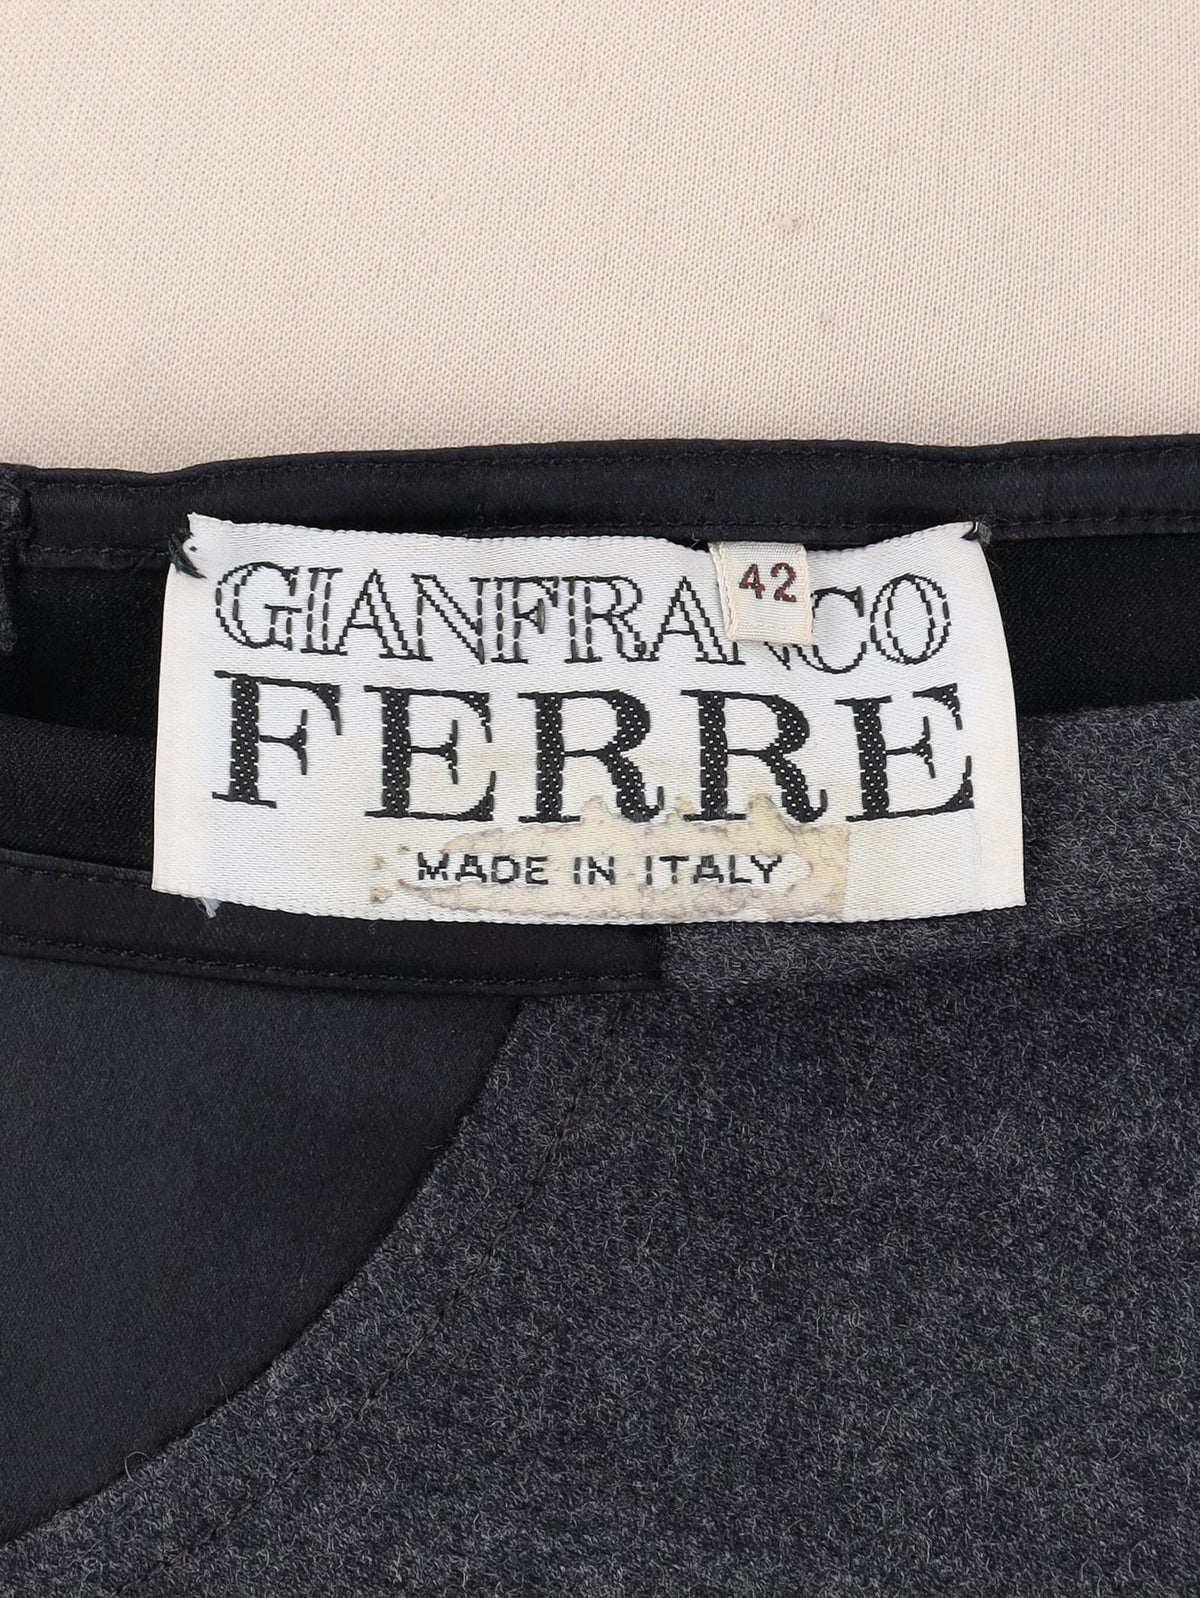 GIANFRANCO
42
FERRE
MADE IN ITALY